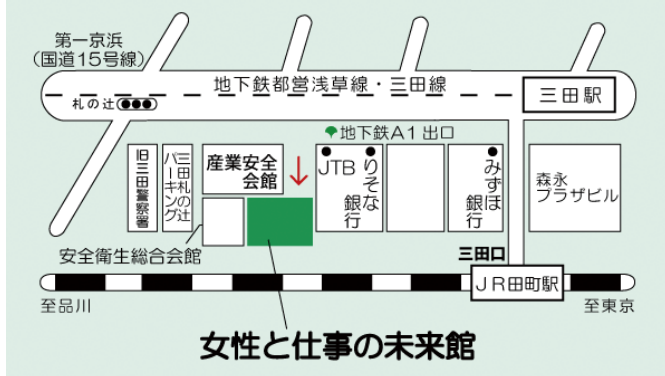 第一京浜
（国道15号線）
地下鉄都営浅草線・三田線
三田駅
札の辻
地下鉄A1出口
旧三田警察署
三田札の辻
パーキング
産業安全
会館
JTB
りそな
銀行
みずほ
銀行
森永
プラザビル
安全衛生総合会館
三田口
JR田町駅
至品川
至東京
女性と仕事の未来館